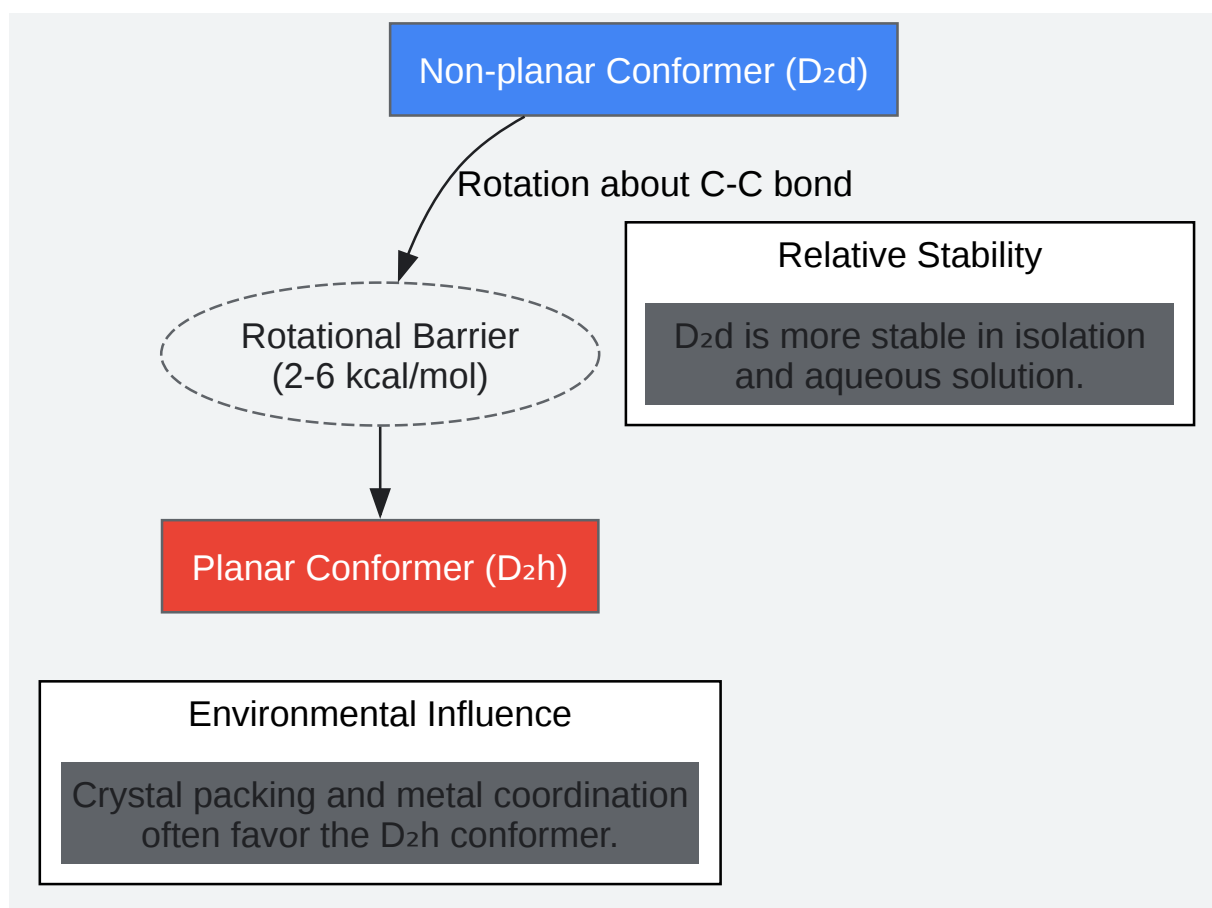 Non-planar Conformer (D₂d)
Rotation about C-C bond
Relative Stability
D₂d is more stable in isolation
and aqueous solution.
Rotational Barrier
(2-6 kcal/mol)
Planar Conformer (D₂h)
Environmental Influence
Crystal packing and metal coordination
often favor the D₂h conformer.